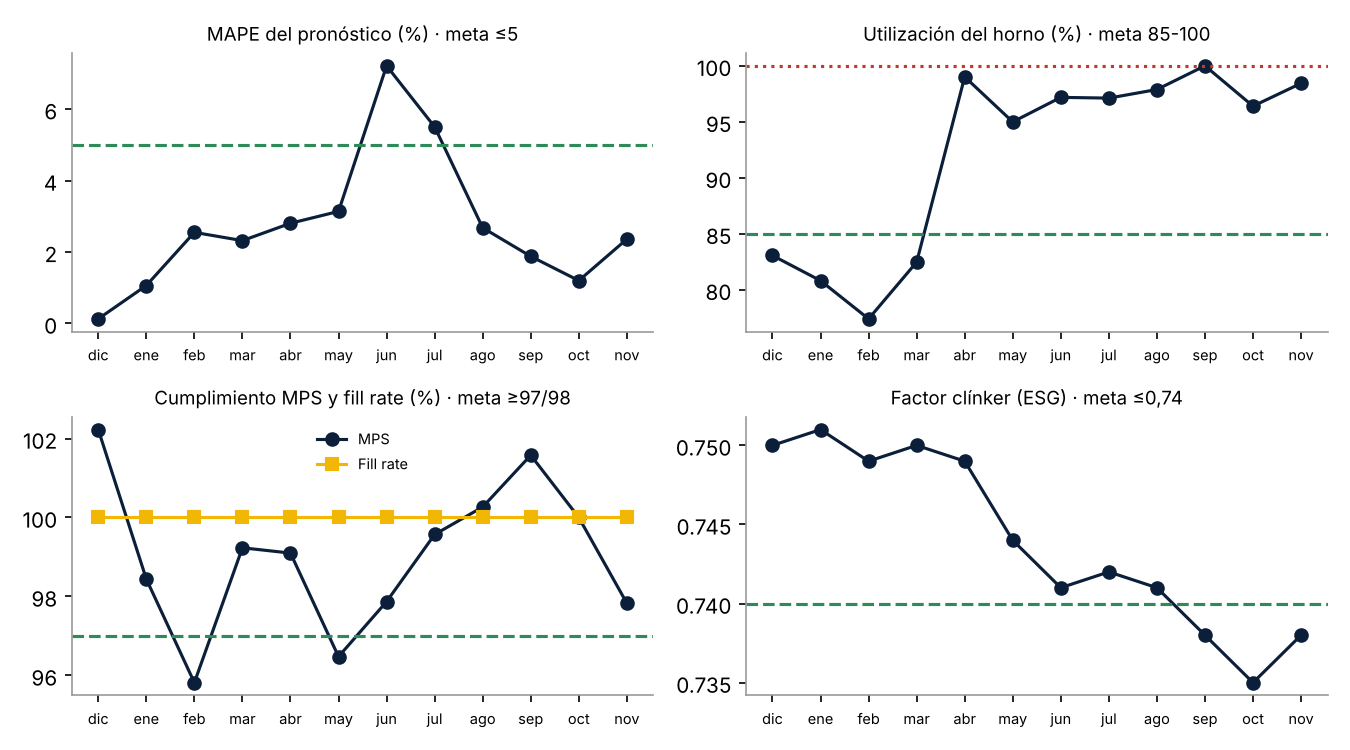 MAPE del pronóstico (%) · meta ≤5
6
4
2
0
dic ene feb mar abr may jun jul ago sep oct nov
Utilización del horno (%) · meta 85-100
100
95
90
85
80
dic ene feb mar abr may jun jul ago sep oct nov
Cumplimiento MPS y fill rate (%) · meta ≥97/98
102
100
98
96
MPS
Fill rate
dic ene feb mar abr may jun jul ago sep oct nov
Factor clínker (ESG) · meta ≤0,74
0.750
0.745
0.740
0.735
dic ene feb mar abr may jun jul ago sep oct nov